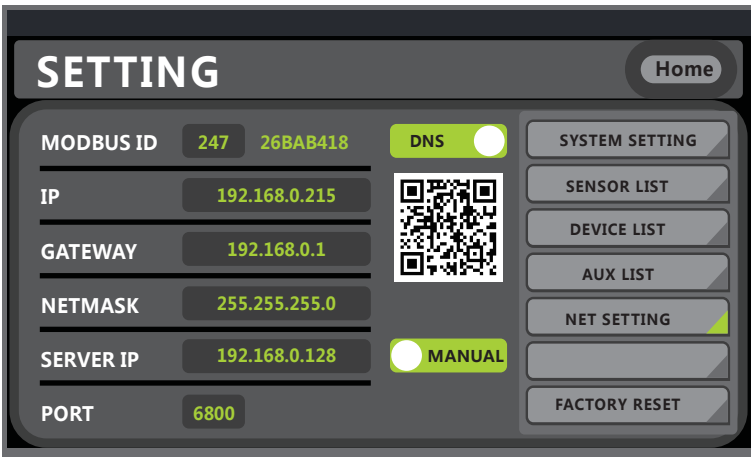 SETTING
Home
MODBUS ID 247 26BAB418
DNS
IP 192.168.0.215
GATEWAY 192.168.0.1
NETMASK 255.255.255.0
SERVER IP 192.168.0.128
MANUAL
PORT 6800
SYSTEM SETTING
SENSOR LIST
DEVICE LIST
AUX LIST
NET SETTING
FACTORY RESET